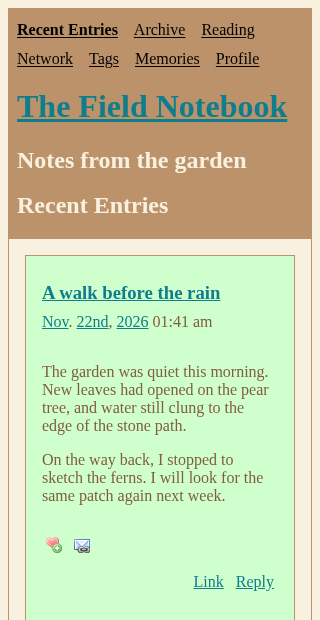 Recent Entries Archive Reading
Network Tags Memories Profile
The Field Notebook
Notes from the garden
Recent Entries
A walk before the rain
Nov. 22nd, 2026 01:41 am
The garden was quiet this morning.
New leaves had opened on the pear
tree, and water still clung to the
edge of the stone path.
On the way back, I stopped to
sketch the ferns. I will look for the
same patch again next week.
Link Reply